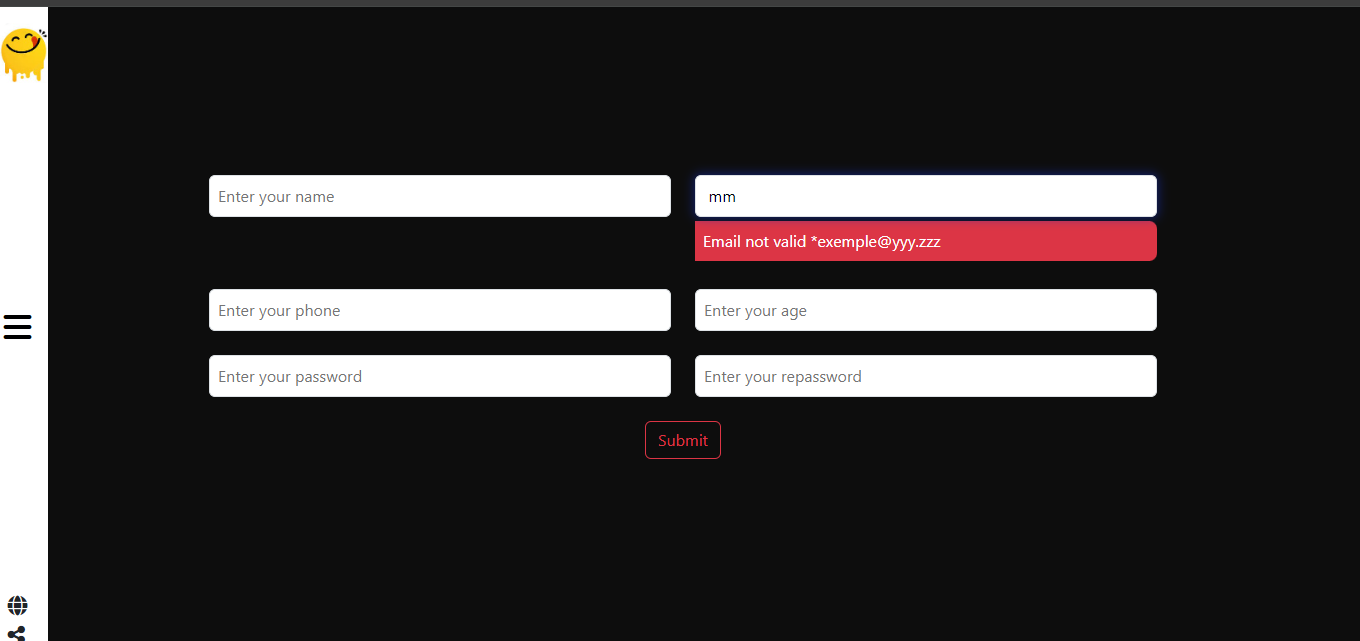 Enter your name
mm
Email not valid *exemple@yyy.zzz
Enter your phone
Enter your age
Enter your password
Enter your repassword
Submit